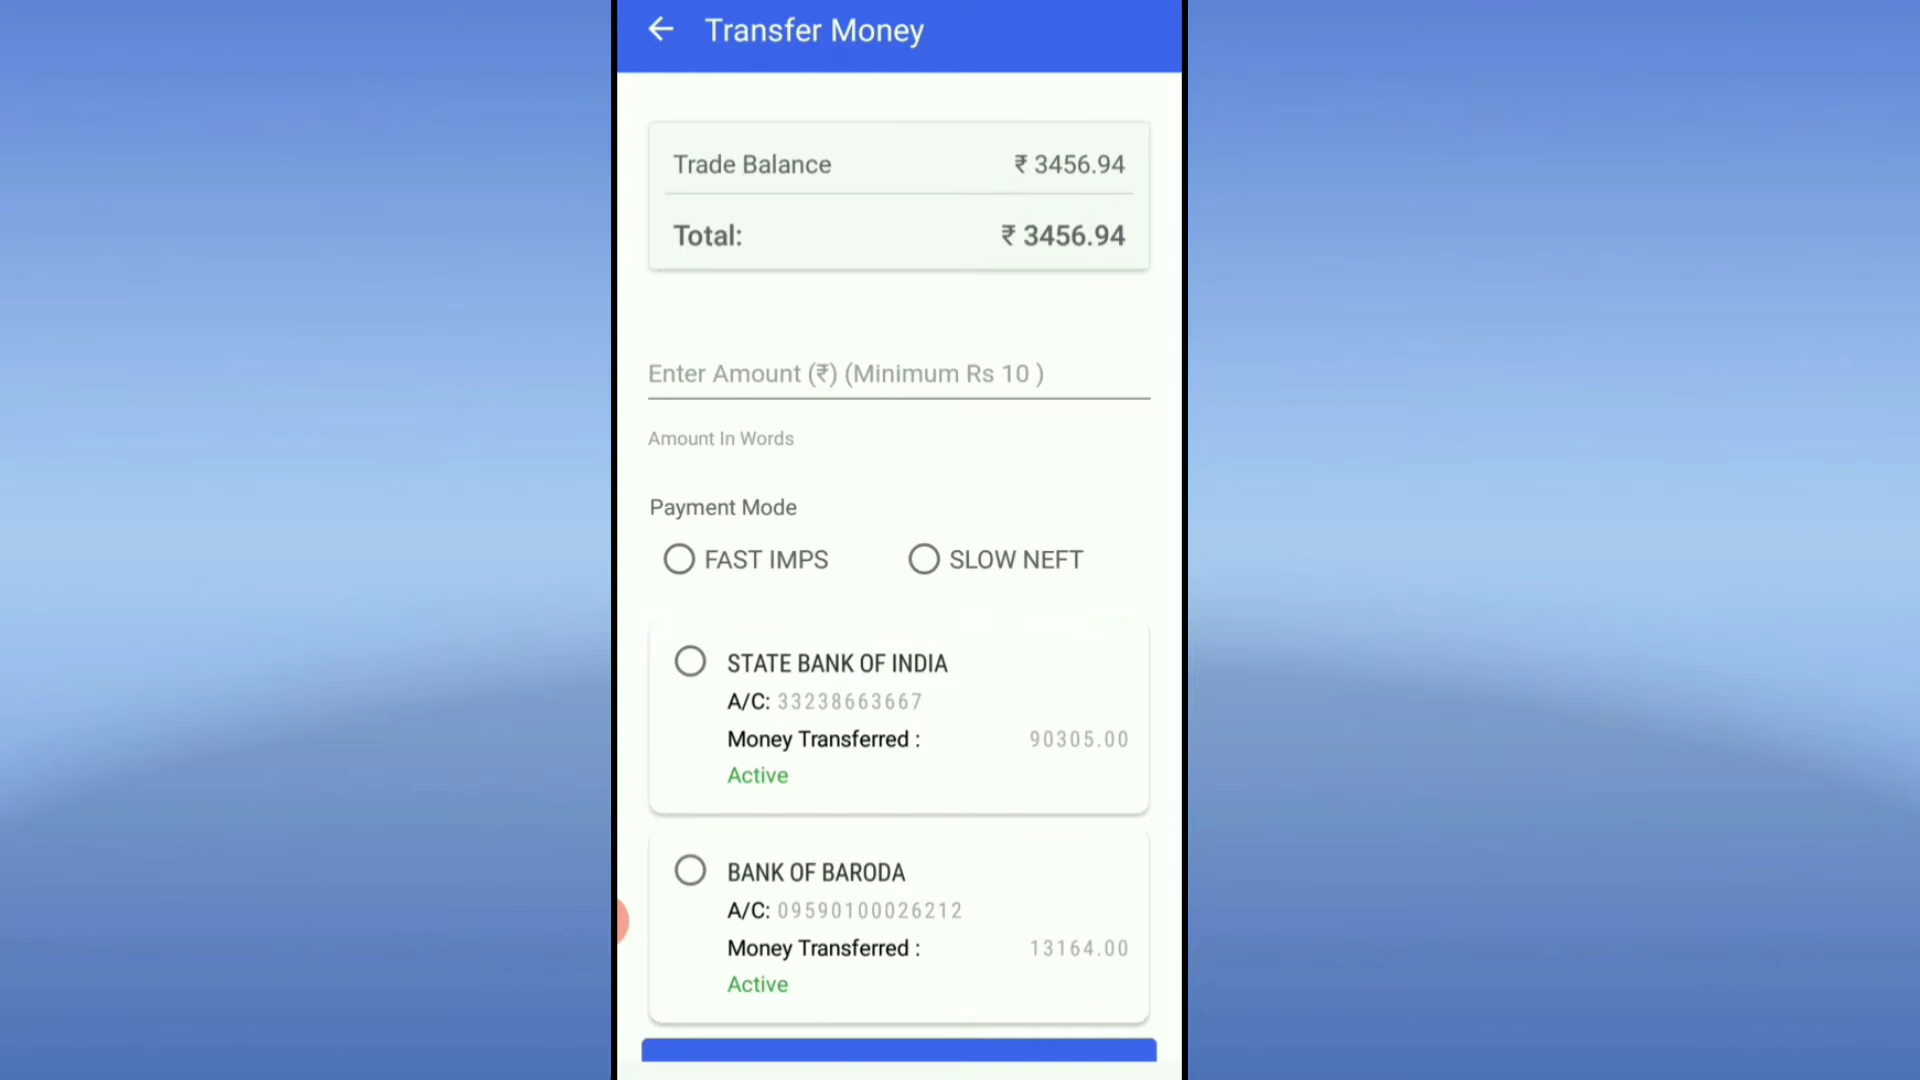 Transfer Money
Trade Balance ₹ 3456.94
Total: ₹ 3456.94
Enter Amount (₹) (Minimum Rs 10 )
Amount In Words
Payment Mode
FAST IMPS SLOW NEFT
STATE BANK OF INDIA
A/C: 33238663667
Money Transferred : 90305.00
Active
BANK OF BARODA
A/C: 09590100026212
Money Transferred : 13164.00
Active